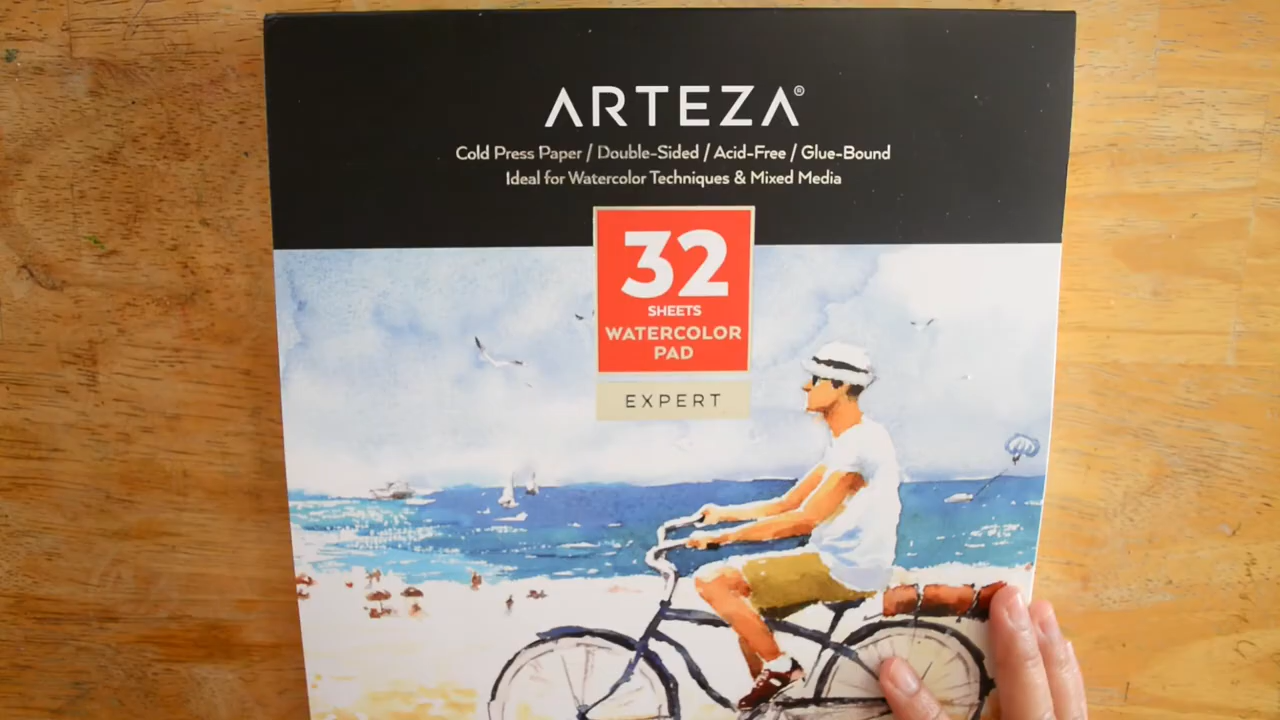 ARTEZA®
Cold Press Paper / Double-Sided / Acid-Free / Glue-Bound
Ideal for Watercolor Techniques & Mixed Media
32
SHEETS
WATERCOLOR
PAD
EXPERT